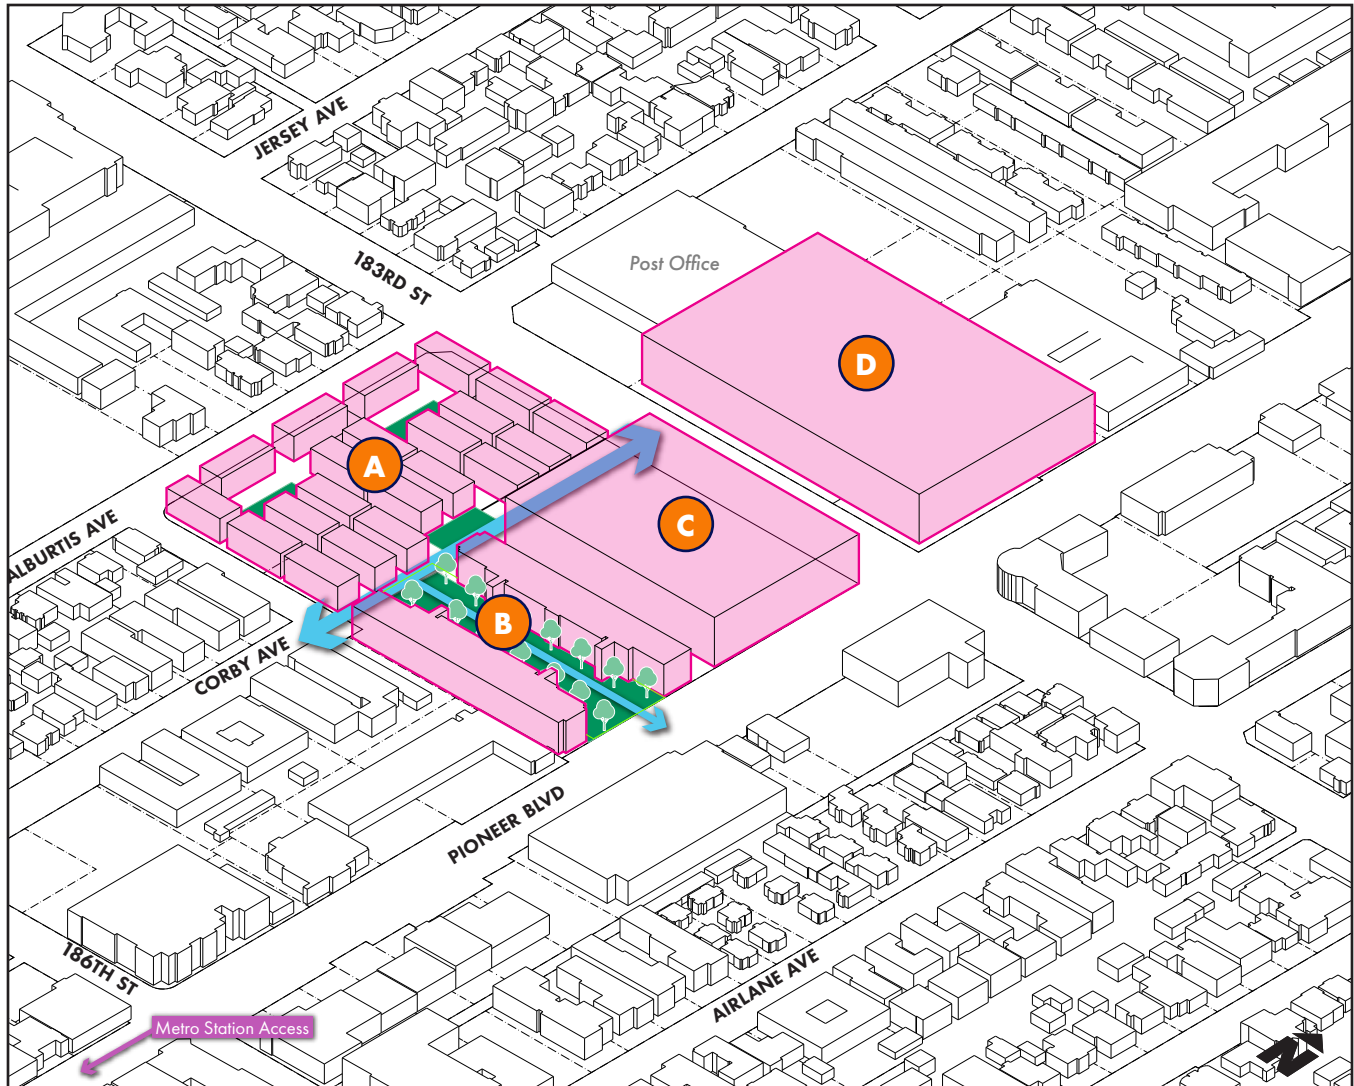 JERSEY AVE
183RD ST
Post Office
D
A
C
ALBURTIS AVE
B
CORBY AVE
PIONEER BLVD
186TH ST
AIRLANE AVE
Metro Station Access
N